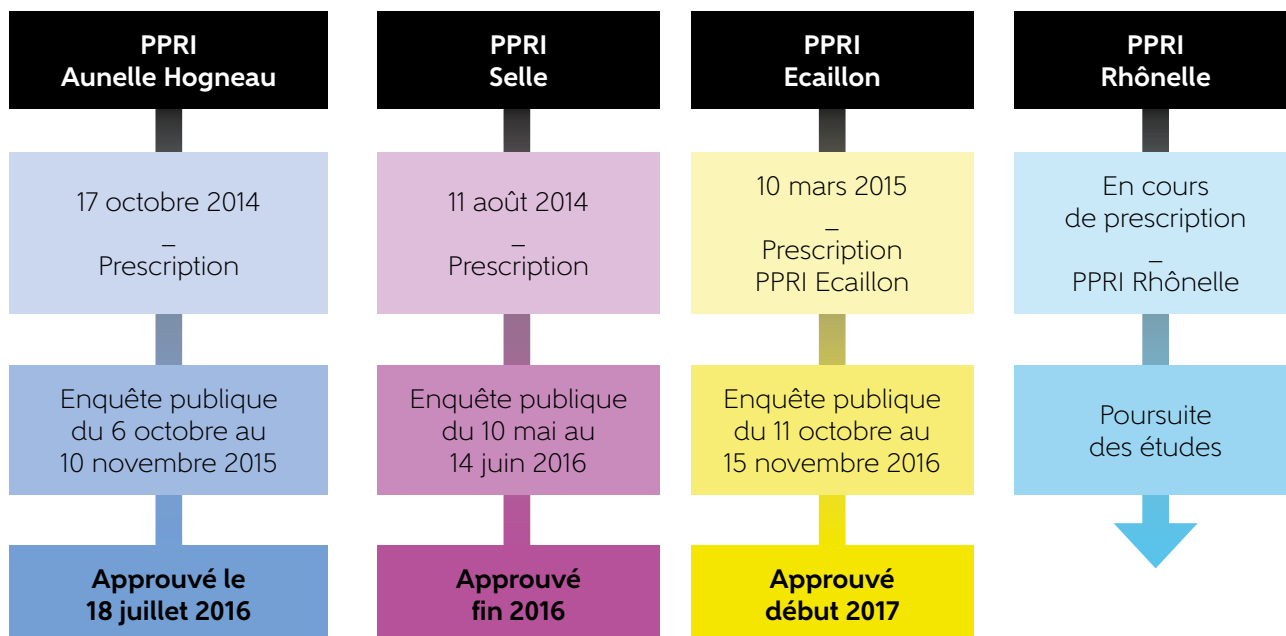 PPRI
Aunelle Hogneau
17 octobre 2014
_
Prescription
Enquête publique
du 6 octobre au
10 novembre 2015
Approuvé le
18 juillet 2016
PPRI
Selle
11 août 2014
_
Prescription
Enquête publique
du 10 mai au
14 juin 2016
Approuvé
fin 2016
PPRI
Ecaillon
10 mars 2015
_
Prescription
PPRI Ecaillon
Enquête publique
du 11 octobre au
15 novembre 2016
Approuvé
début 2017
PPRI
Rhônelle
En cours
de prescription
_
PPRI Rhônelle
Poursuite
des études